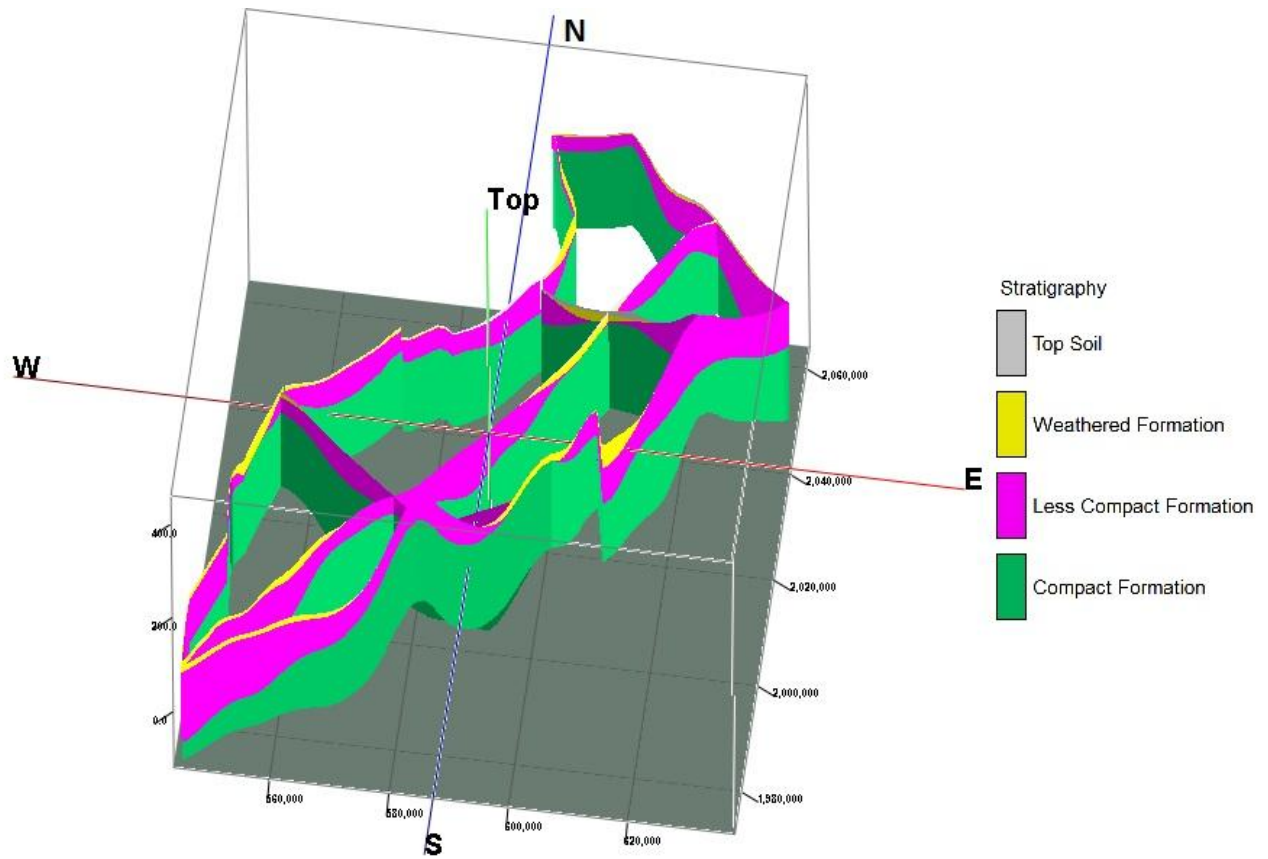 N
Top
W
E
S
400.0
200.0
0.0
560,000
580,000
600,000
620,000
2,060,000
2,040,000
2,020,000
2,000,000
1,980,000
Stratigraphy
Top Soil
Weathered Formation
Less Compact Formation
Compact Formation